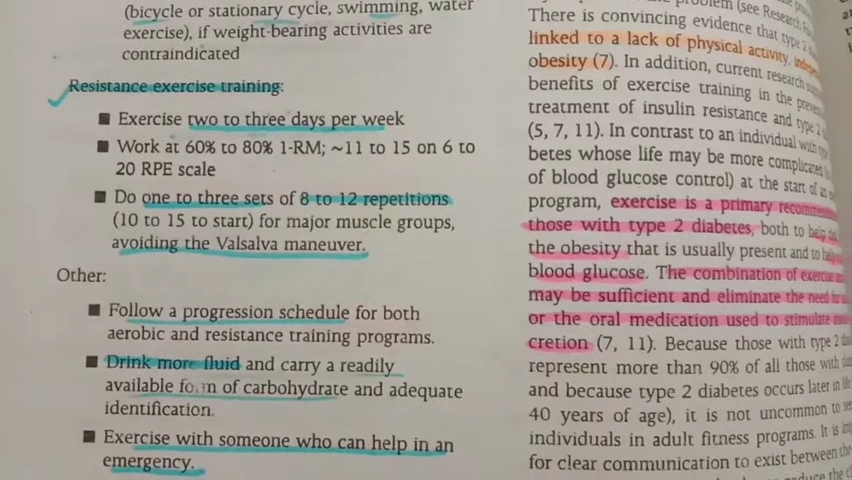 (bicycle or stationary cycle, swimming, water
exercise), if weight-bearing activities are
contraindicated
Resistance exercise training:
■ Exercise two to three days per week
■ Work at 60% to 80% 1-RM; ~11 to 15 on 6 to
20 RPE scale
■ Do one to three sets of 8 to 12 repetitions
(10 to 15 to start) for major muscle groups,
avoiding the Valsalva maneuver.
Other:
■ Follow a progression schedule for both
aerobic and resistance training programs.
■ Drink more fluid and carry a readily
available form of carbohydrate and adequate
identification.
■ Exercise with someone who can help in an
emergency.
problem (see Research
There is convincing evidence that type 2
linked to a lack of physical activity,
obesity (7). In addition, current research
benefits of exercise training in the
treatment of insulin resistance and type 2
(5, 7, 11). In contrast to an individual with
betes whose life may be more complicated
of blood glucose control) at the start of an
program, exercise is a primary
those with type 2 diabetes, both to help
the obesity that is usually present and to
blood glucose. The combination of
may be sufficient and eliminate the need
or the oral medication used to stimulate
cretion (7, 11). Because those with type 2
represent more than 90% of all those with
and because type 2 diabetes occurs later in
40 years of age), it is not uncommon to
individuals in adult fitness programs. It is
for clear communication to exist between the